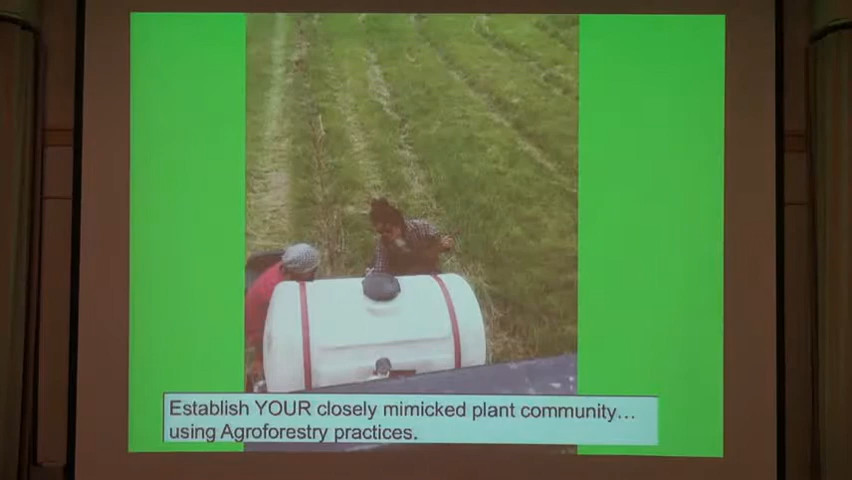 Establish YOUR closely mimicked plant community…
using Agroforestry practices.